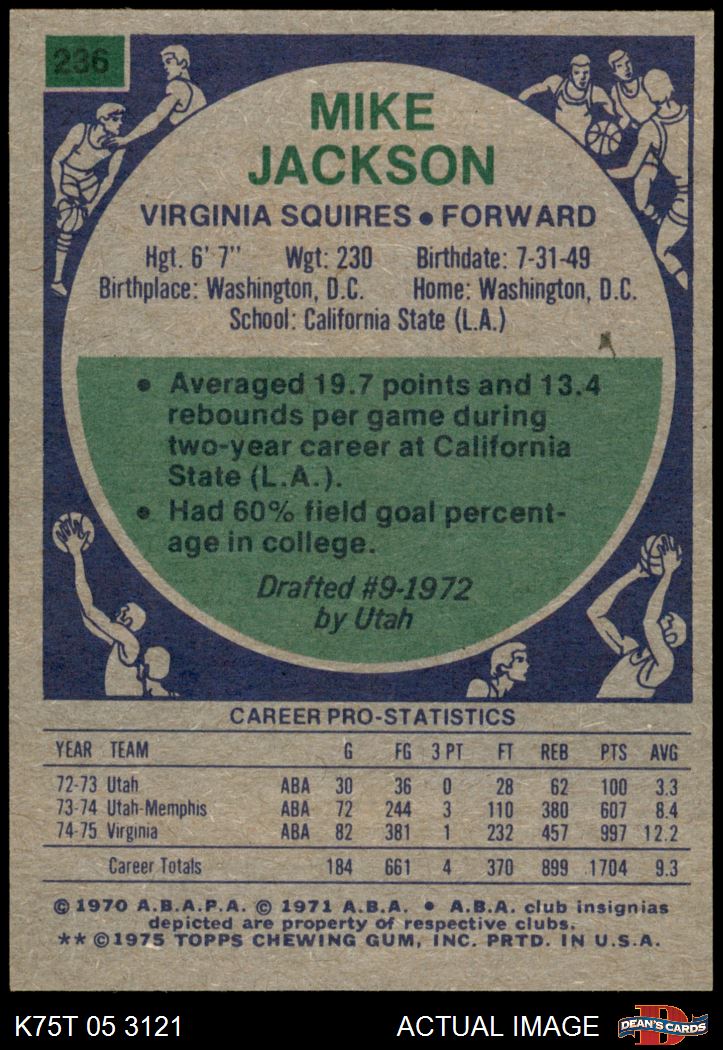 236
MIKE
JACKSON
VIRGINIA SQUIRES • FORWARD
Hgt. 6' 7" Wgt: 230 Birthdate: 7-31-49
Birthplace: Washington, D.C. Home: Washington, D.C.
School: California State (L.A.)
• Averaged 19.7 points and 13.4
rebounds per game during
two-year career at California
State (L.A.).
• Had 60% field goal percent-
age in college.
Drafted #9-1972
by Utah
CAREER PRO-STATISTICS
YEAR TEAM G FG 3 PT FT REB PTS AVG
72-73 Utah ABA 30 36 0 28 62 100 3.3
73-74 Utah-Memphis ABA 72 244 3 110 380 607 8.4
74-75 Virginia ABA 82 381 1 232 457 997 12.2
Career Totals 184 661 4 370 899 1704 9.3
© 1970 A.B.A.P.A. © 1971 A.B.A. • A.B.A. club insignias
depicted are property of respective clubs.
** © 1975 TOPPS CHEWING GUM, INC. PRTD. IN U.S.A.
K75T 05 3121 ACTUAL IMAGE D DEAN'S CARDS